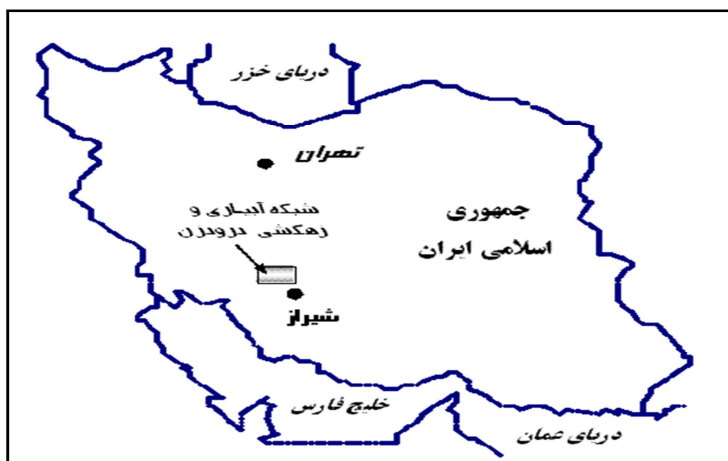 دریای خزر
تهران
شبکه آبیاری و
زهکشی درودزن
جمهوری
اسلامی ایران
شیراز
خلیج فارس
دریای عمان